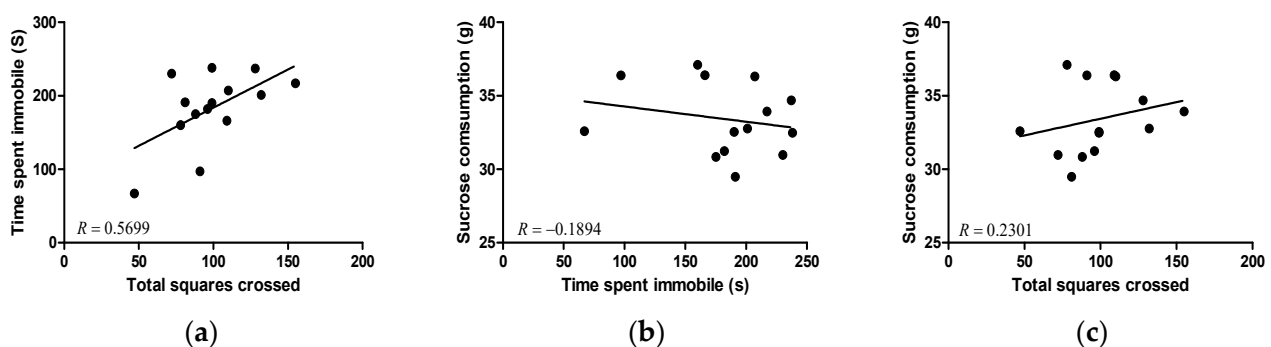 300
200
100
0
Time spent immobile (S)
R = 0.5699
0 50 100 150 200
Total squares crossed
(a)
40
35
30
25
Sucrose comsumption (g)
R = −0.1894
0 50 100 150 200 250
Time spent immobile (s)
(b)
40
35
30
25
Sucrose comsumption (g)
R = 0.2301
0 50 100 150 200
Total squares crossed
(c)